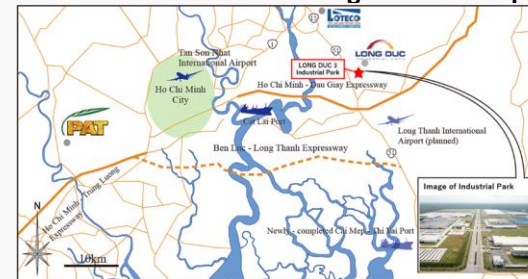 LOTECO
LONG DUC
INDUSTRIAL PARK
LONG DUC 3
Industrial Park
Tan Son Nhat
International Airport
Ho Chi Minh
City
Ho Chi Minh - Dau Giay Expressway
PAT
Cat Lai Port
Long Thanh International
Airport (planned)
Ben Luc - Long Thanh Expressway
Ho Chi Minh - Trung Luong
Expressway
Image of Industrial Park
N
10km
Newly - completed Cai Mep - Thi Vai Port